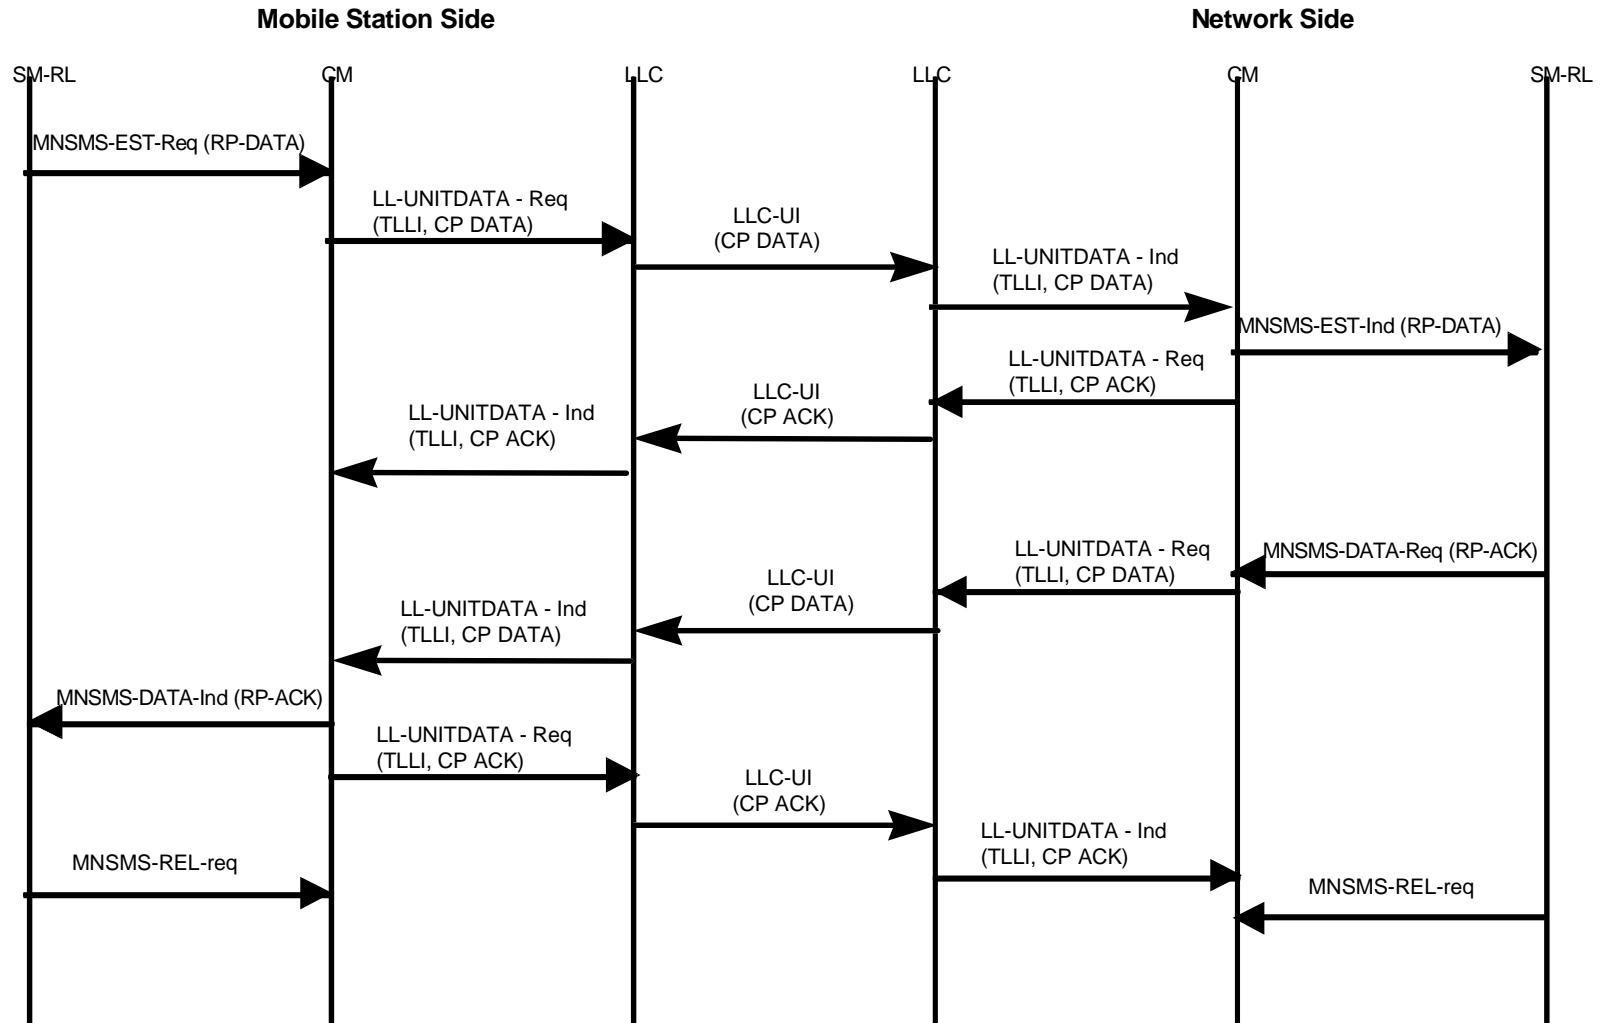 Mobile Station Side
Network Side
SM-RL
CM
LLC
LLC
CM
SM-RL
MNSMS-EST-Req (RP-DATA)
LL-UNITDATA - Req
(TLLI, CP DATA)
LLC-UI
(CP DATA)
LL-UNITDATA - Ind
(TLLI, CP DATA)
MNSMS-EST-Ind (RP-DATA)
LL-UNITDATA - Req
(TLLI, CP ACK)
LLC-UI
(CP ACK)
LL-UNITDATA - Ind
(TLLI, CP ACK)
MNSMS-DATA-Req (RP-ACK)
LL-UNITDATA - Req
(TLLI, CP DATA)
LLC-UI
(CP DATA)
LL-UNITDATA - Ind
(TLLI, CP DATA)
MNSMS-DATA-Ind (RP-ACK)
LL-UNITDATA - Req
(TLLI, CP ACK)
LLC-UI
(CP ACK)
LL-UNITDATA - Ind
(TLLI, CP ACK)
MNSMS-REL-req
MNSMS-REL-req